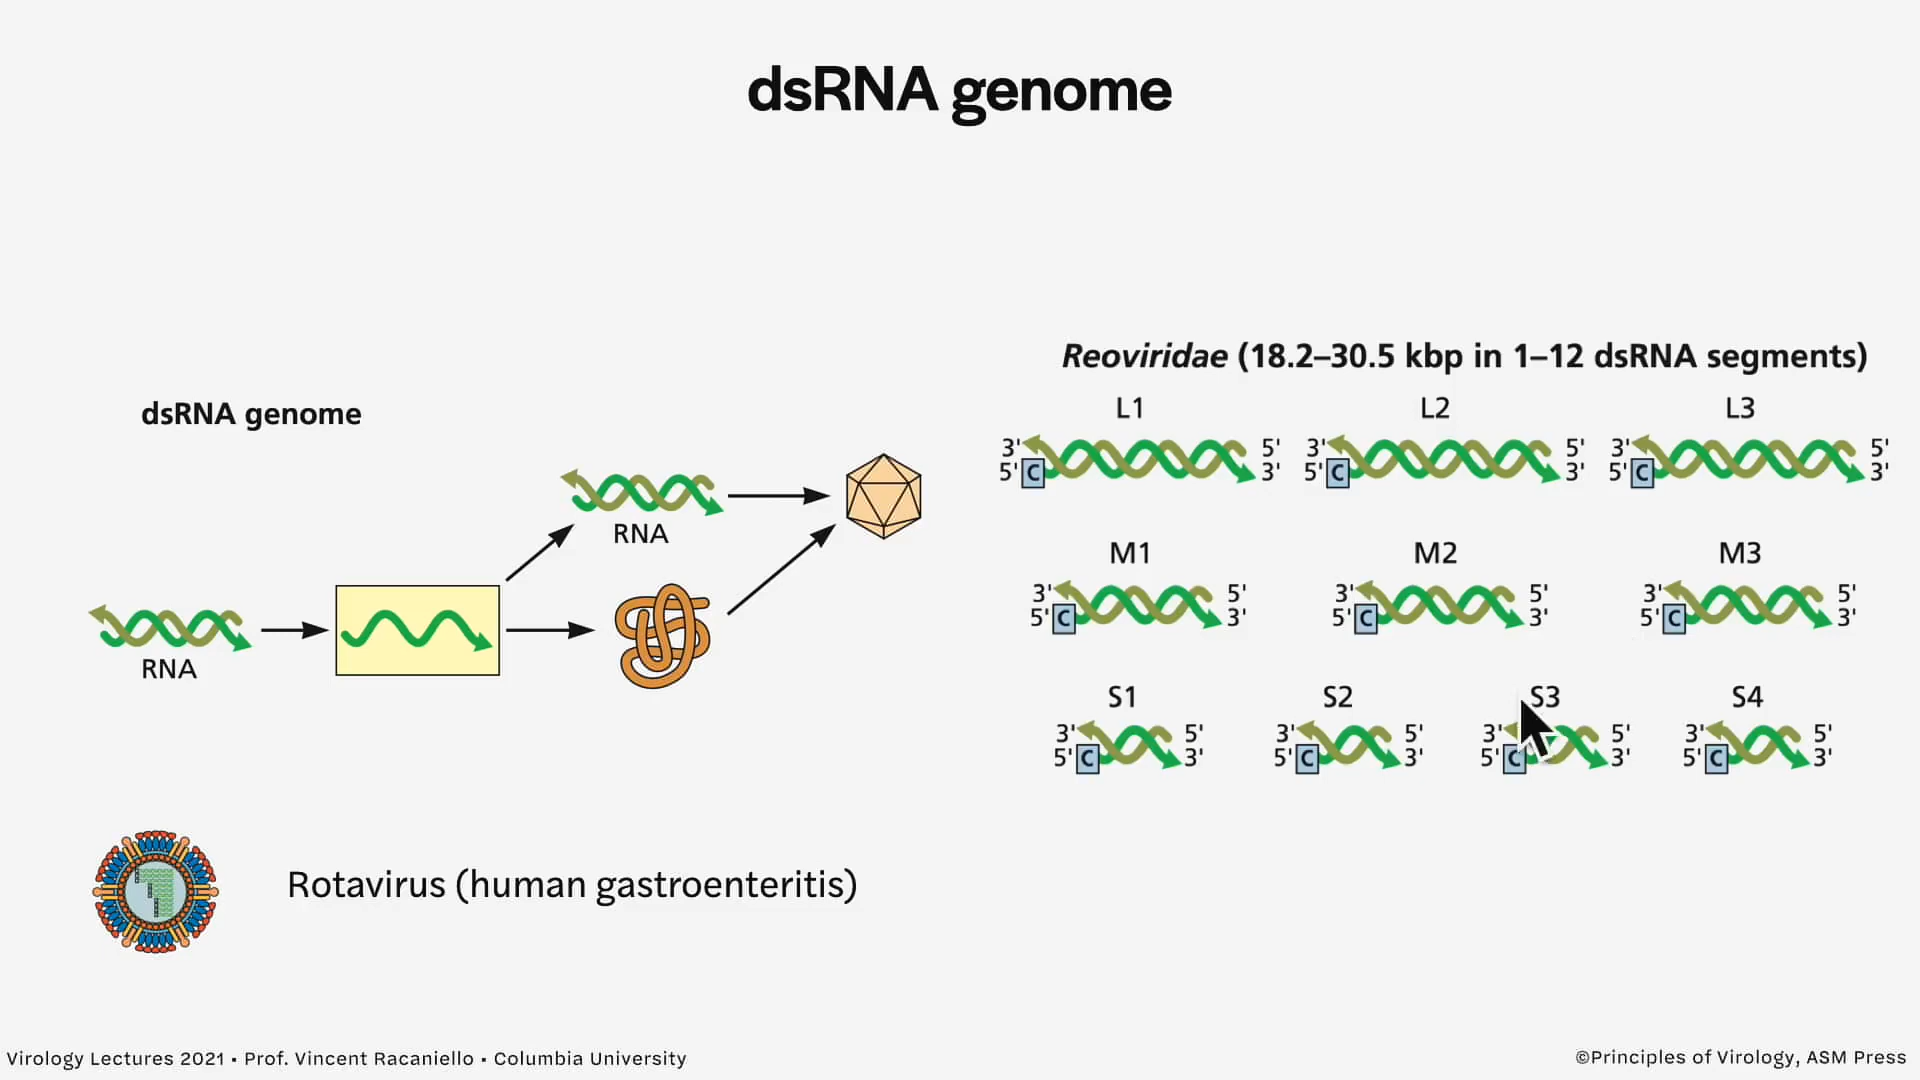 dsRNA genome
dsRNA genome
RNA
RNA
Reoviridae (18.2–30.5 kbp in 1–12 dsRNA segments)
L1 L2 L3
3' 5' 3' 5' 3' 5'
5' C 3' 5' C 3' 5' C 3'
M1 M2 M3
3' 5' 3' 5' 3' 5'
5' C 3' 5' C 3' 5' C 3'
S1 S2 S3 S4
3' 5' 3' 5' 3' 5' 3' 5'
5' C 3' 5' C 3' 5' C 3' 5' C 3'
Rotavirus (human gastroenteritis)
Virology Lectures 2021 • Prof. Vincent Racaniello • Columbia University
©Principles of Virology, ASM Press